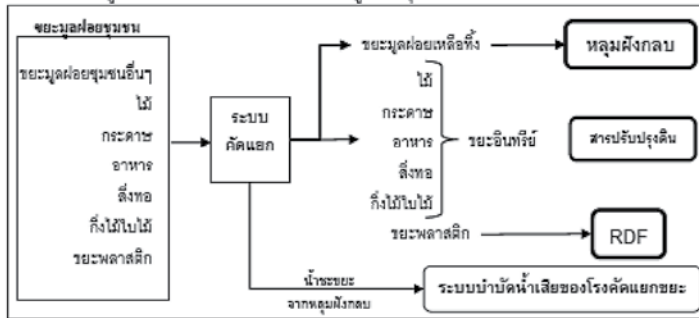 ขยะมูลฝอยชุมชน
ขยะมูลฝอยชุมชนอื่นๆ
ไม้
กระดาษ
อาหาร
สิ่งทอ
กิ่งไม้ใบไม้
ขยะพลาสติก
ระบบ
คัดแยก
ขยะมูลฝอยเหลือทิ้ง
หลุมฝังกลบ
ไม้
กระดาษ
อาหาร
สิ่งทอ
กิ่งไม้ใบไม้
ขยะอินทรีย์
สารปรับปรุงดิน
ขยะพลาสติก
RDF
น้ำชะขยะ
จากหลุมฝังกลบ
ระบบบำบัดน้ำเสียของโรงคัดแยกขยะ